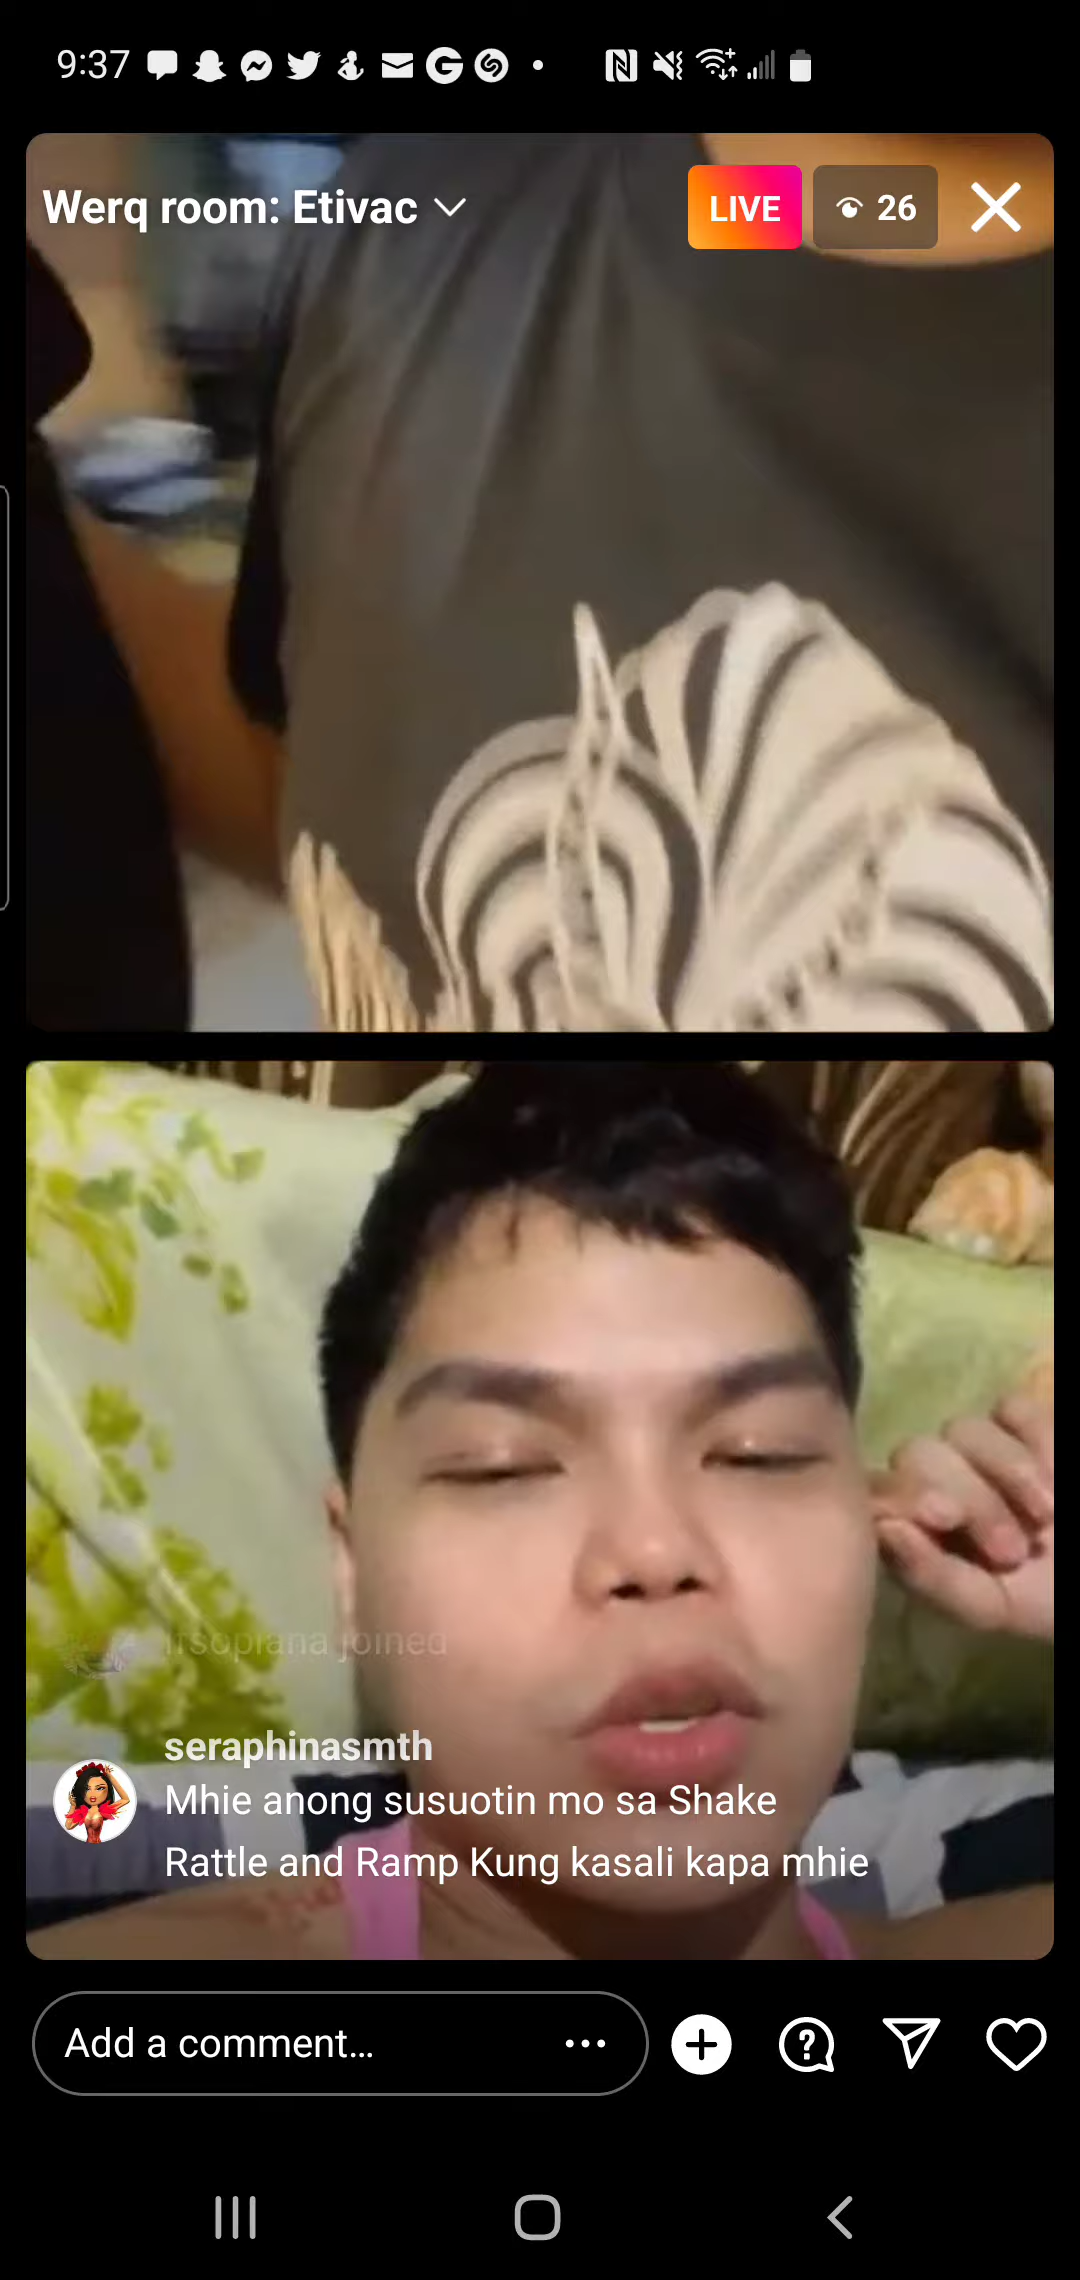 9:37
Werq room: Etivac
LIVE
26
itsopiana joined
seraphinasmth
Mhie anong susuotin mo sa Shake
Rattle and Ramp Kung kasali kapa mhie
Add a comment...